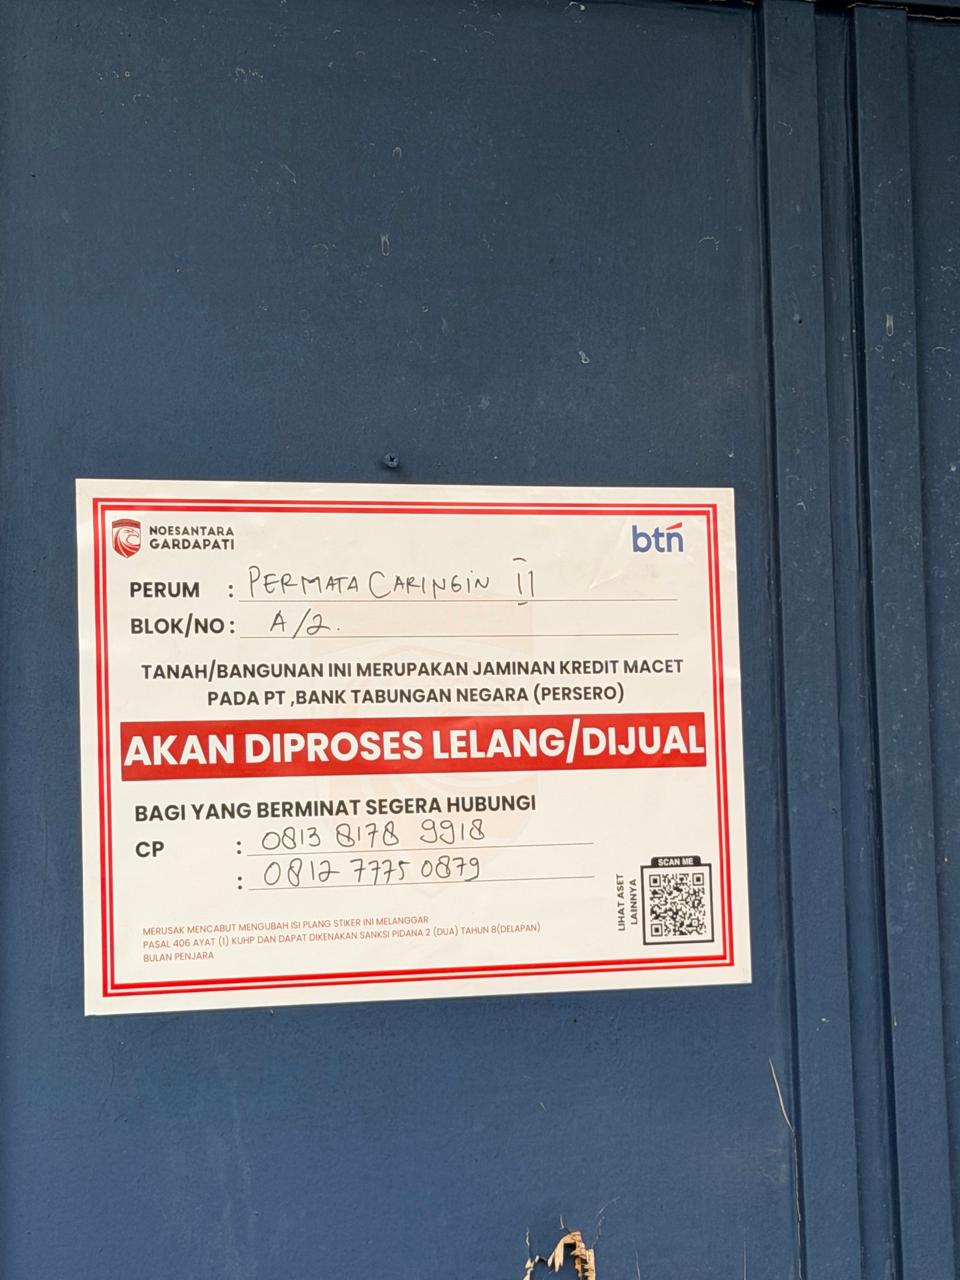 NOESANTARA
GARDAPATI
btn
PERUM : PERMATA CARINGIN II
BLOK/NO : A/2.
TANAH/BANGUNAN INI MERUPAKAN JAMINAN KREDIT MACET
PADA PT ,BANK TABUNGAN NEGARA (PERSERO)
AKAN DIPROSES LELANG/DIJUAL
BAGI YANG BERMINAT SEGERA HUBUNGI
CP : 0813 8178 9918
: 0812 7775 0879
MERUSAK MENCABUT MENGUBAH ISI PLANG STIKER INI MELANGGAR
PASAL 406 AYAT (1) KUHP DAN DAPAT DIKENAKAN SANKSI PIDANA 2 (DUA) TAHUN 8(DELAPAN)
BULAN PENJARA
LIHAT ASET
LAINNYA
SCAN ME